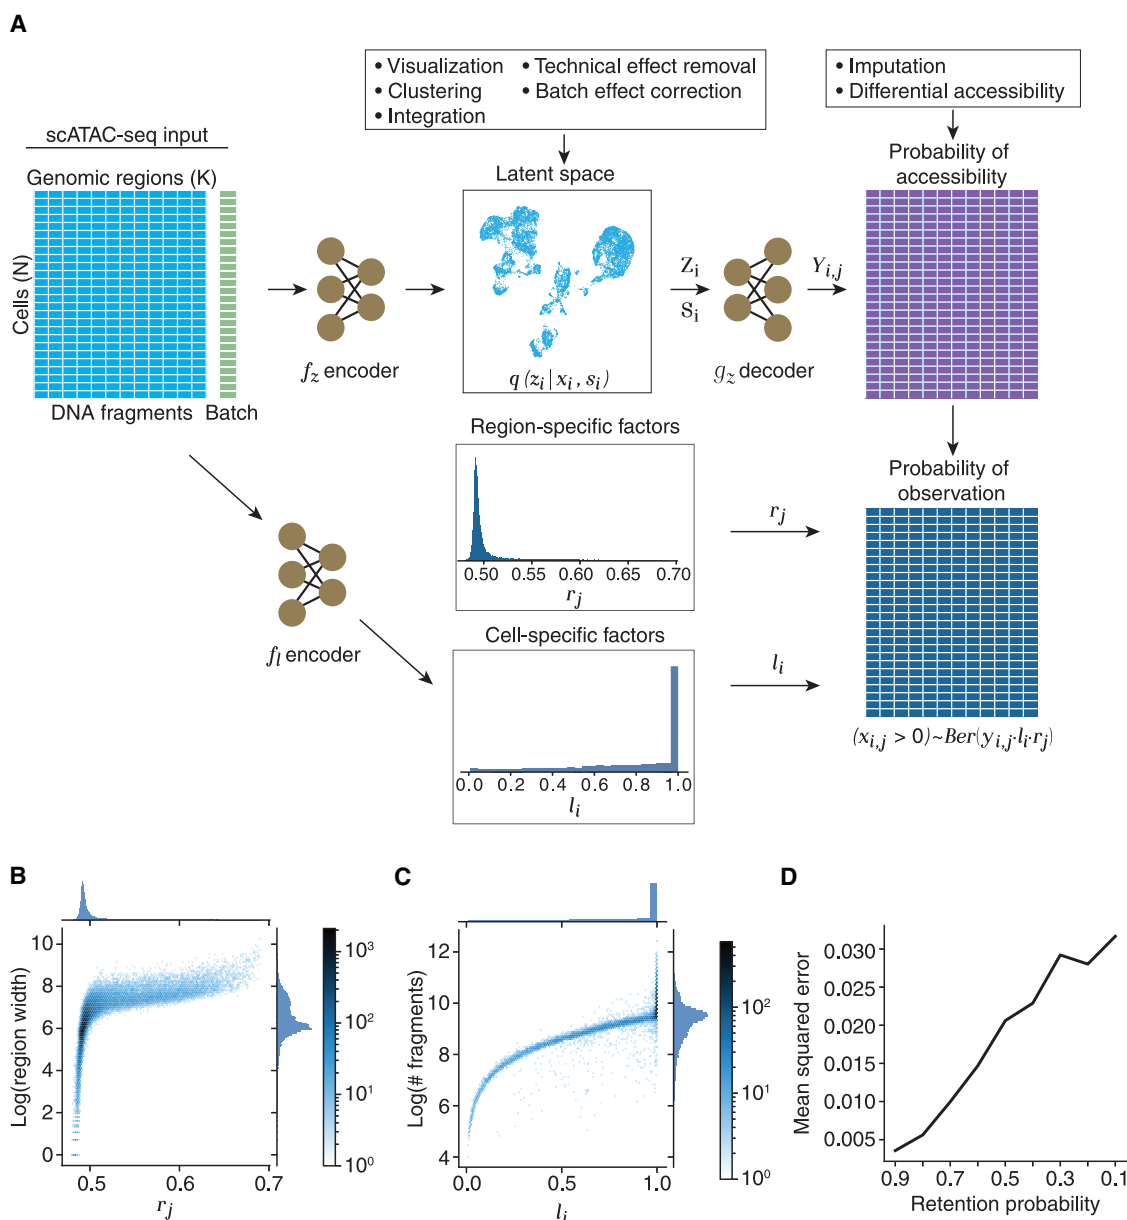 A
• Visualization • Technical effect removal
• Clustering • Batch effect correction
• Integration
• Imputation
• Differential accessibility
scATAC-seq input
Genomic regions (K)
Cells (N)
DNA fragments Batch
f_z encoder
Latent space
q (z_i | x_i , s_i)
Z_i
S_i
g_z decoder
Y_{i,j}
Probability of
accessibility
Region-specific factors
0.50 0.55 0.60 0.65 0.70
r_j
r_j
Probability of
observation
f_l encoder
Cell-specific factors
0.0 0.2 0.4 0.6 0.8 1.0
l_i
l_i
(x_{i,j} > 0)~Ber(y_{i,j}·l_i·r_j)
B
Log(region width)
10
8
6
4
2
0
0.5 0.6 0.7
r_j
10^3
10^2
10^1
10^0
C
Log(# fragments)
12
10
8
6
4
0.0 0.5 1.0
l_i
10^2
10^1
10^0
D
Mean squared error
0.030
0.025
0.020
0.015
0.010
0.005
0.9 0.7 0.5 0.3 0.1
Retention probability